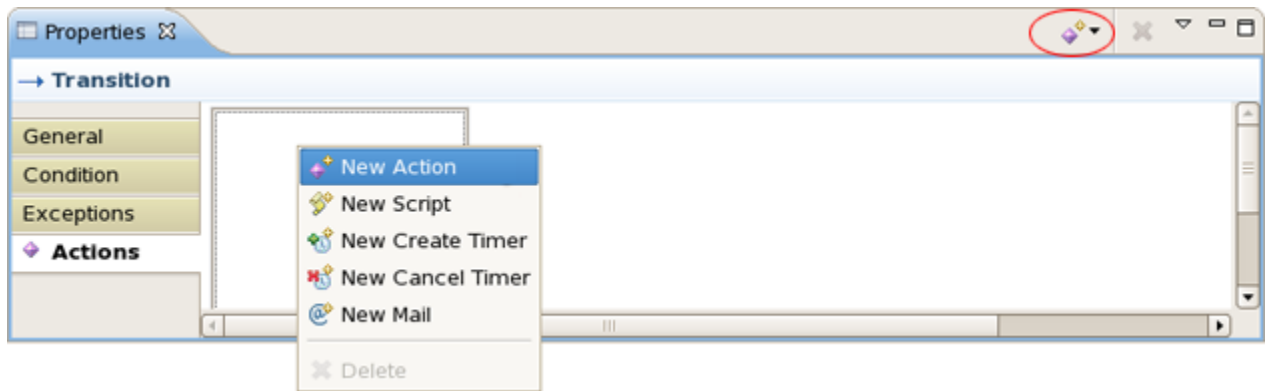 Properties
Transition
General
Condition
Exceptions
Actions
New Action
New Script
New Create Timer
New Cancel Timer
New Mail
Delete